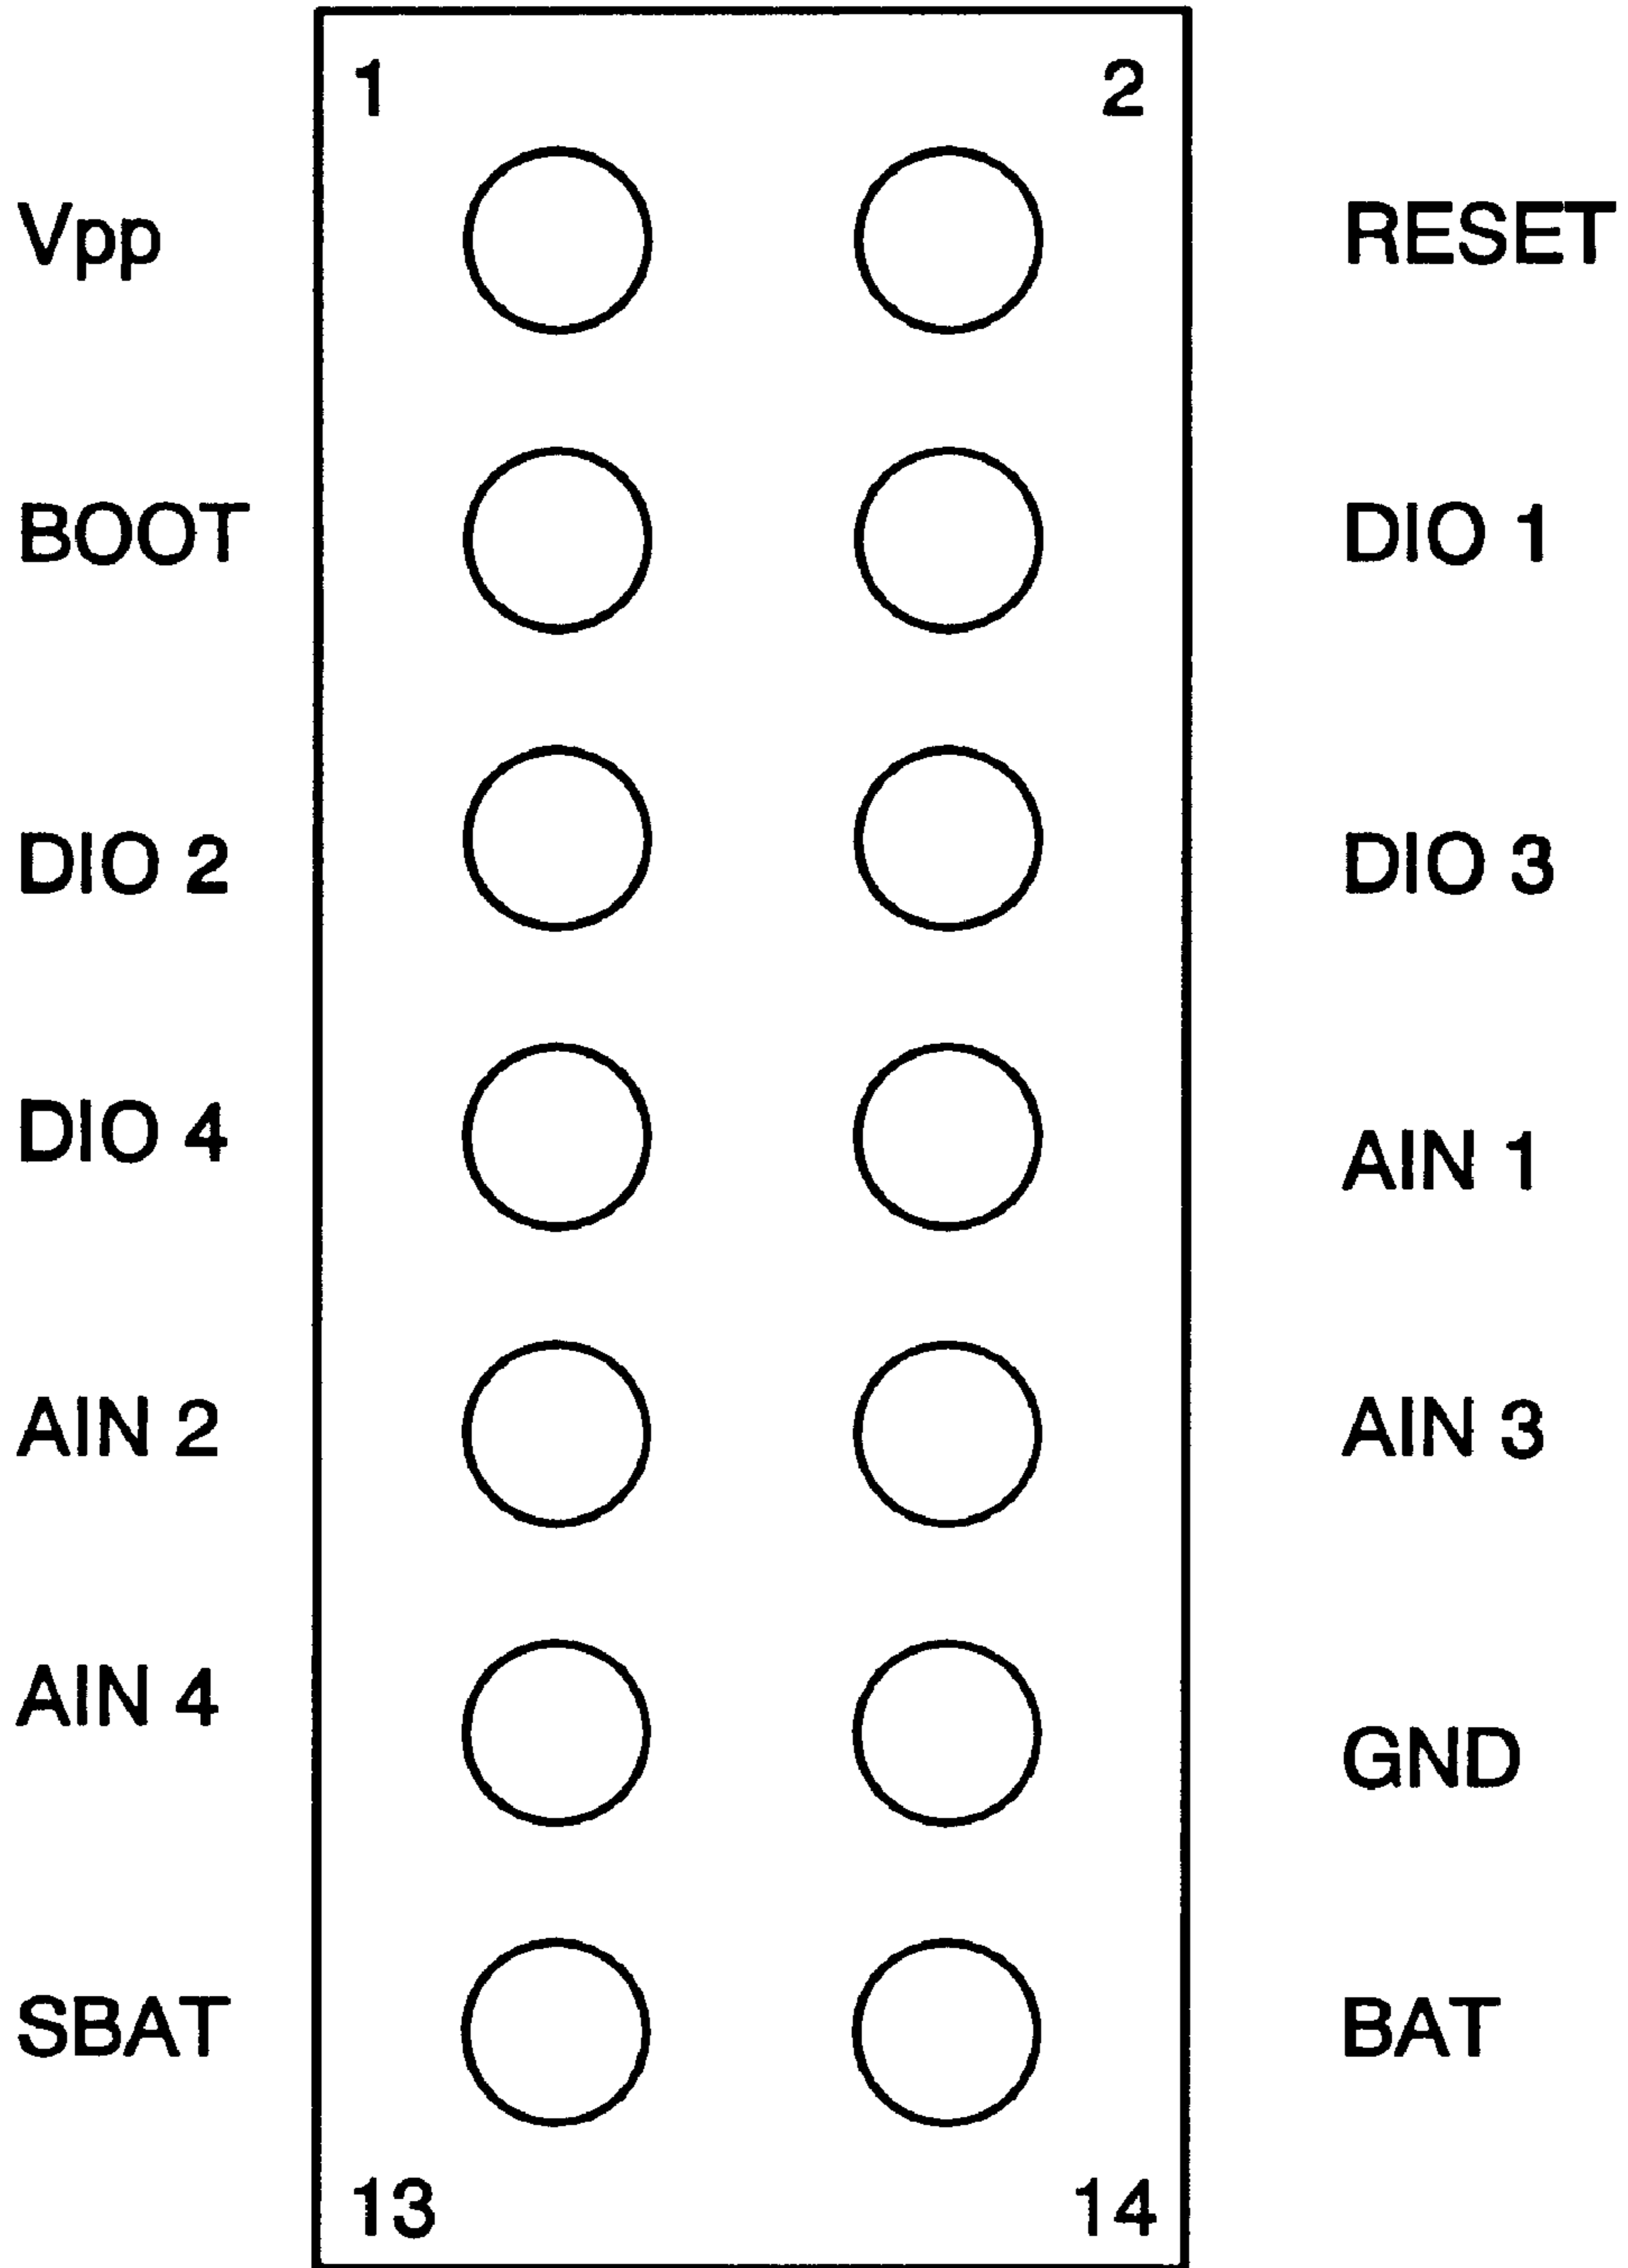 1 2
Vpp RESET
BOOT DIO 1
DIO 2 DIO 3
DIO 4 AIN 1
AIN 2 AIN 3
AIN 4 GND
SBAT BAT
13 14